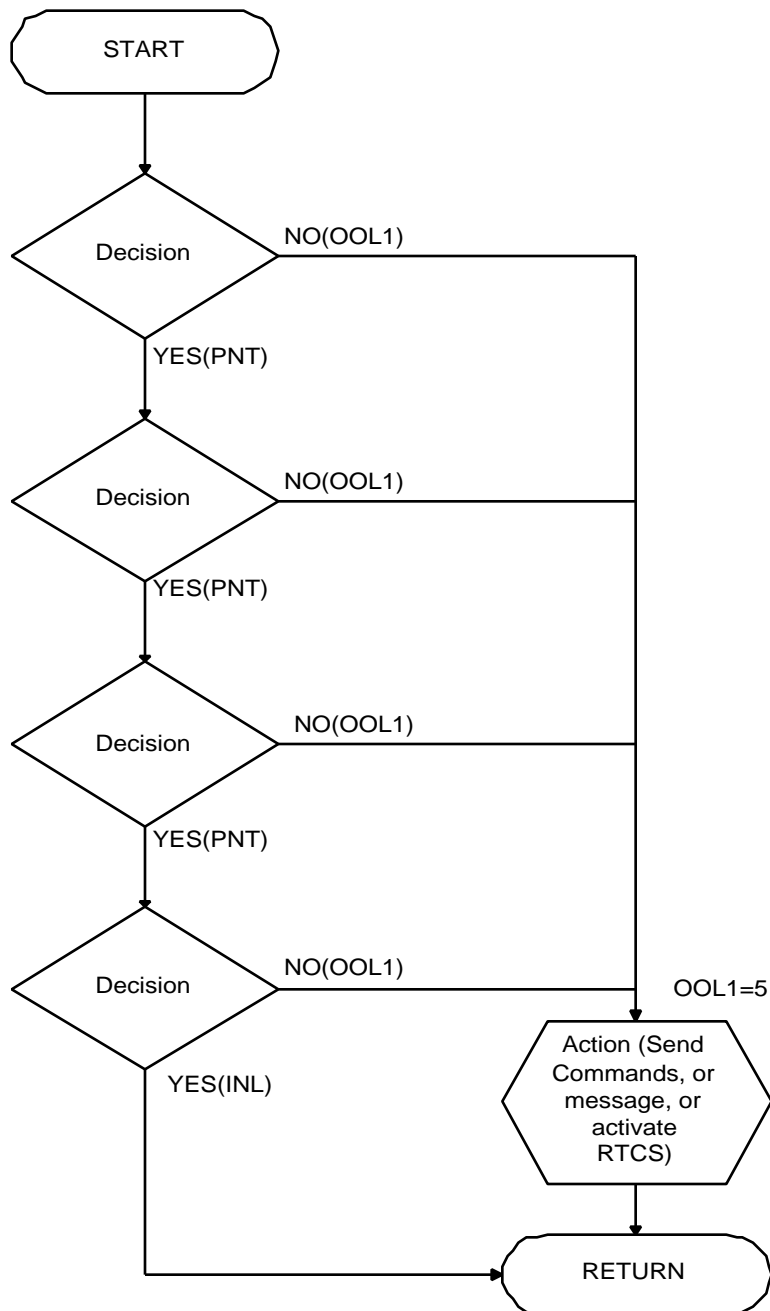 START
NO(OOL1)
Decision
YES(PNT)
NO(OOL1)
Decision
YES(PNT)
NO(OOL1)
Decision
YES(PNT)
NO(OOL1)
Decision
OOL1=5
YES(INL)
Action (Send
Commands, or
message, or
activate
RTCS)
RETURN